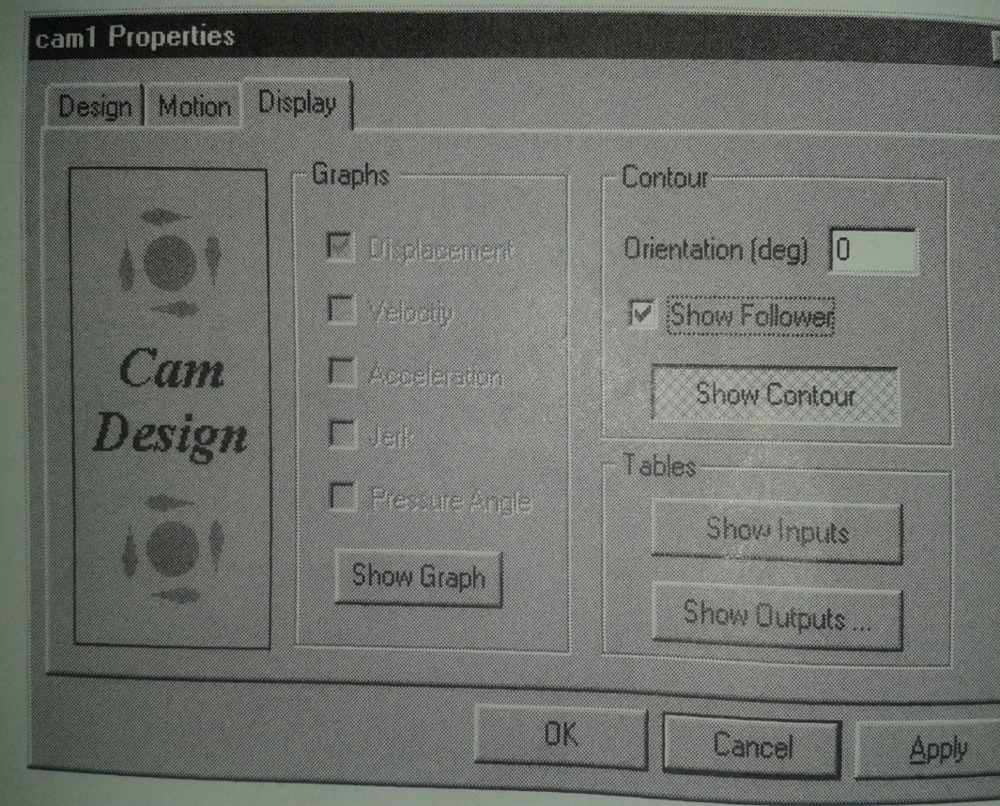 cam1 Properties
Design
Motion
Display
Cam
Design
Graphs
Displacement
Velocity
Acceleration
Jerk
Pressure Angle
Show Graph
Contour
Orientation (deg) 0
Show Follower
Show Contour
Tables
Show Inputs
Show Outputs ...
OK
Cancel
Apply